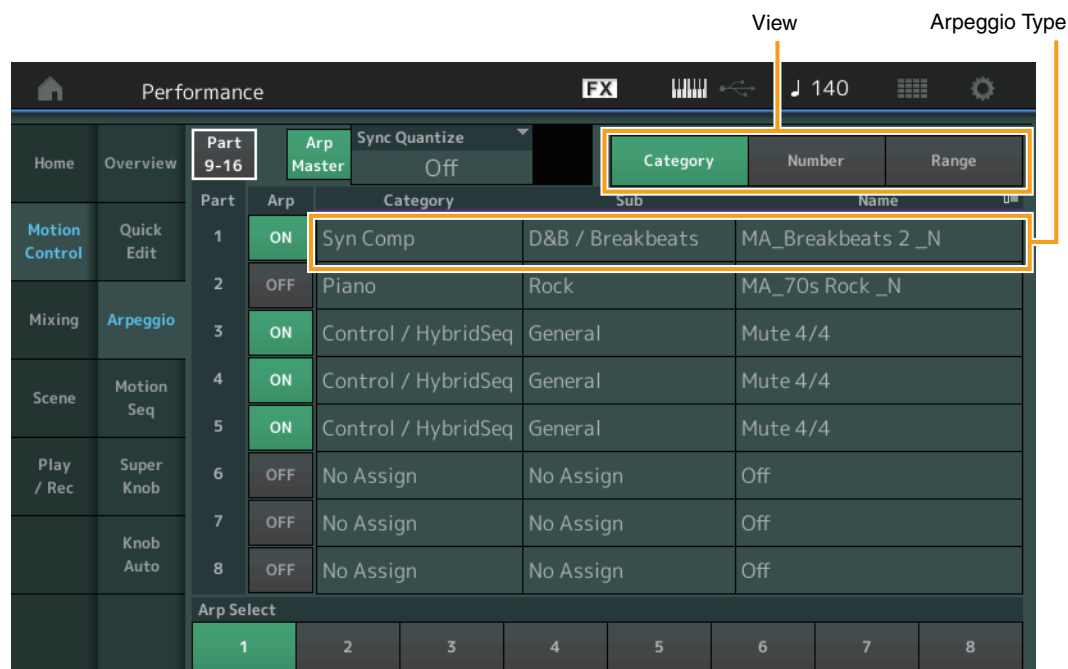 View Arpeggio Type
Performance FX ♩ 140
Home Overview Part 9-16 Arp Master Sync Quantize Off Category Number Range
Part Arp Category Sub Name
Motion Control Quick Edit 1 ON Syn Comp D&B / Breakbeats MA_Breakbeats 2 _N
2 OFF Piano Rock MA_70s Rock _N
Mixing Arpeggio 3 ON Control / HybridSeq General Mute 4/4
Scene Motion Seq 4 ON Control / HybridSeq General Mute 4/4
5 ON Control / HybridSeq General Mute 4/4
Play / Rec Super Knob 6 OFF No Assign No Assign Off
7 OFF No Assign No Assign Off
Knob Auto 8 OFF No Assign No Assign Off
Arp Select
1 2 3 4 5 6 7 8